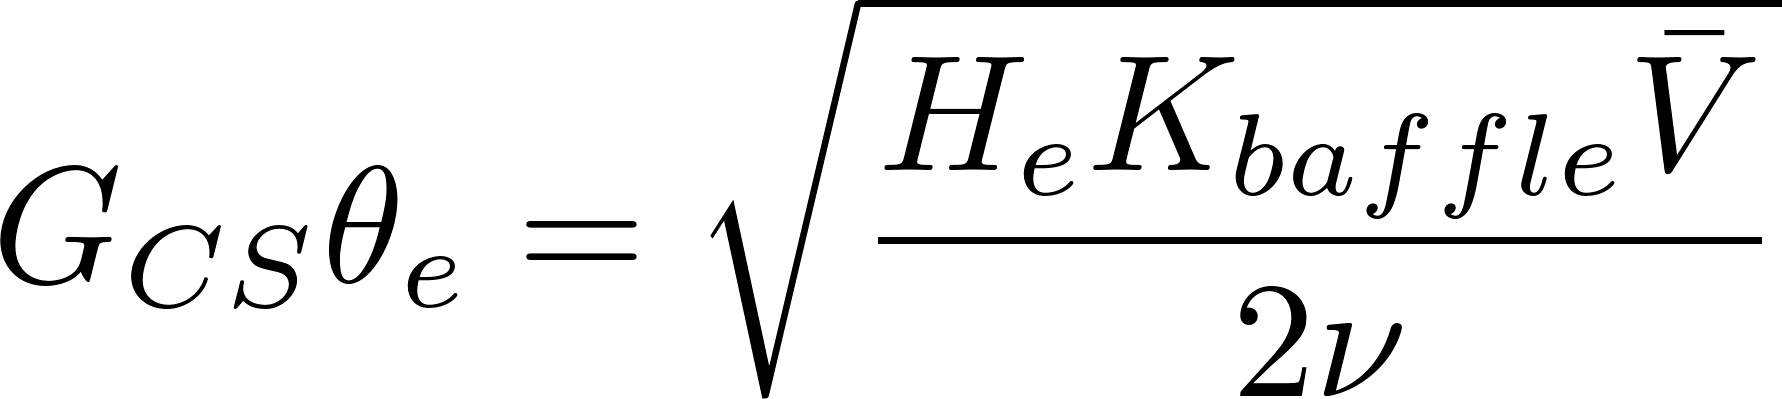 $G_{CS}\theta_e = \sqrt{\frac{H_e K_{baffle} \bar{V}}{2\nu}}$